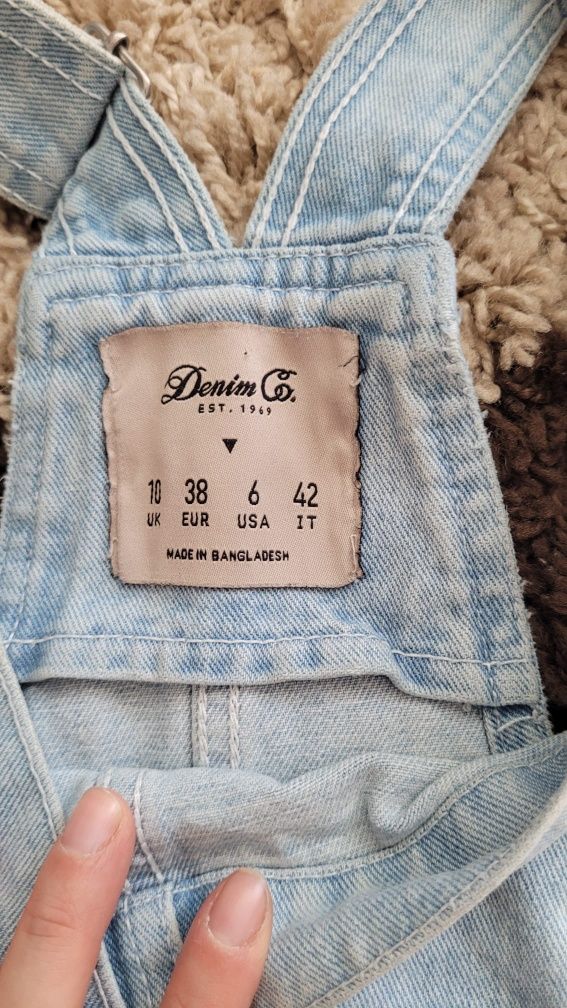 Denim Co.
EST. 1969
10 38 6 42
UK EUR USA IT
MADE IN BANGLADESH